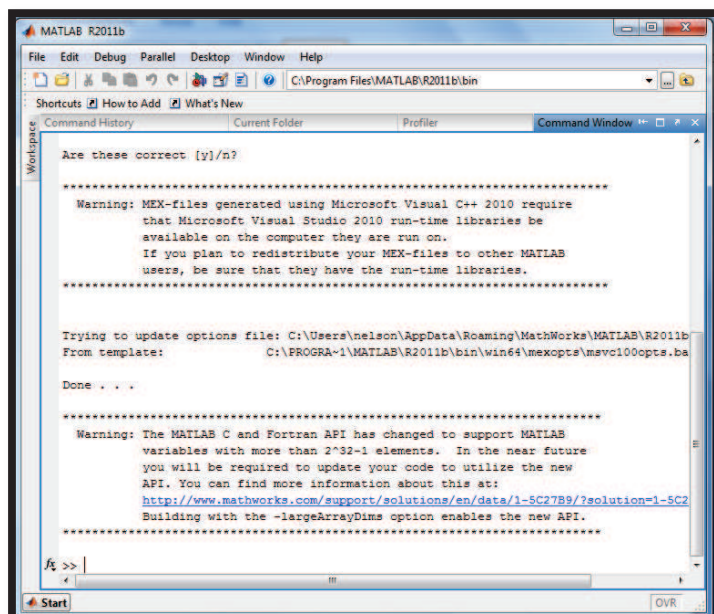 MATLAB R2011b
File Edit Debug Parallel Desktop Window Help
C:\Program Files\MATLAB\R2011b\bin
Shortcuts How to Add What's New
Workspace
Command History Current Folder Profiler Command Window
Are these correct [y]/n?
*************************************************************************
Warning: MEX-files generated using Microsoft Visual C++ 2010 require
that Microsoft Visual Studio 2010 run-time libraries be
available on the computer they are run on.
If you plan to redistribute your MEX-files to other MATLAB
users, be sure that they have the run-time libraries.
*************************************************************************
Trying to update options file: C:\Users\nelson\AppData\Roaming\MathWorks\MATLAB\R2011b
From template: C:\PROGRA~1\MATLAB\R2011b\bin\win64\mexopts\msvc100opts.ba
Done . . .
************************************************************************
Warning: The MATLAB C and Fortran API has changed to support MATLAB
variables with more than 2^32-1 elements. In the near future
you will be required to update your code to utilize the new
API. You can find more information about this at:
http://www.mathworks.com/support/solutions/en/data/1-5C27B9/?solution=1-5C2
Building with the -largeArrayDims option enables the new API.
************************************************************************
fx >>
Start OVR